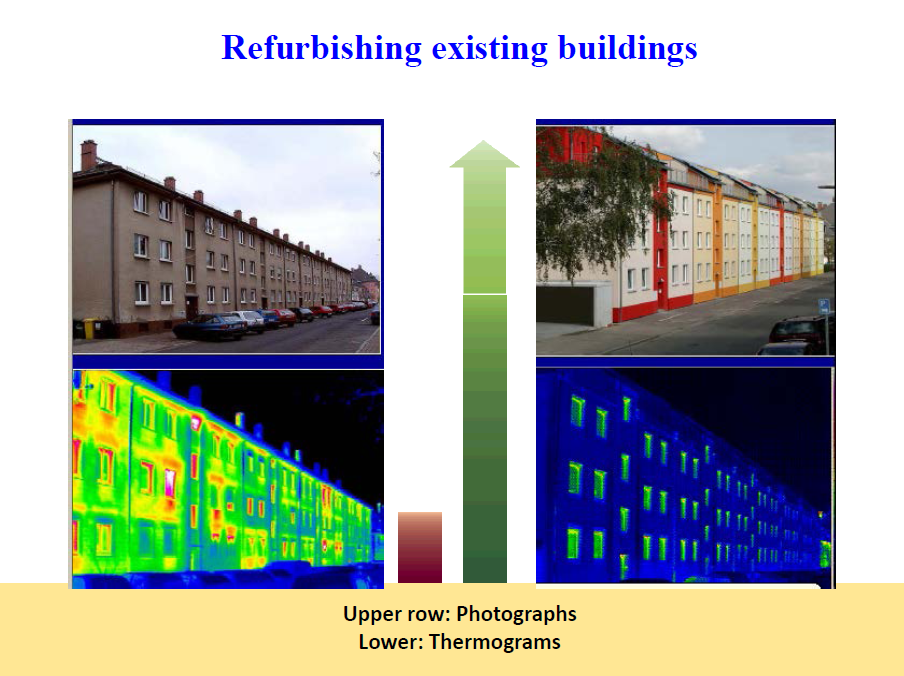 Refurbishing existing buildings
Upper row: Photographs
Lower: Thermograms